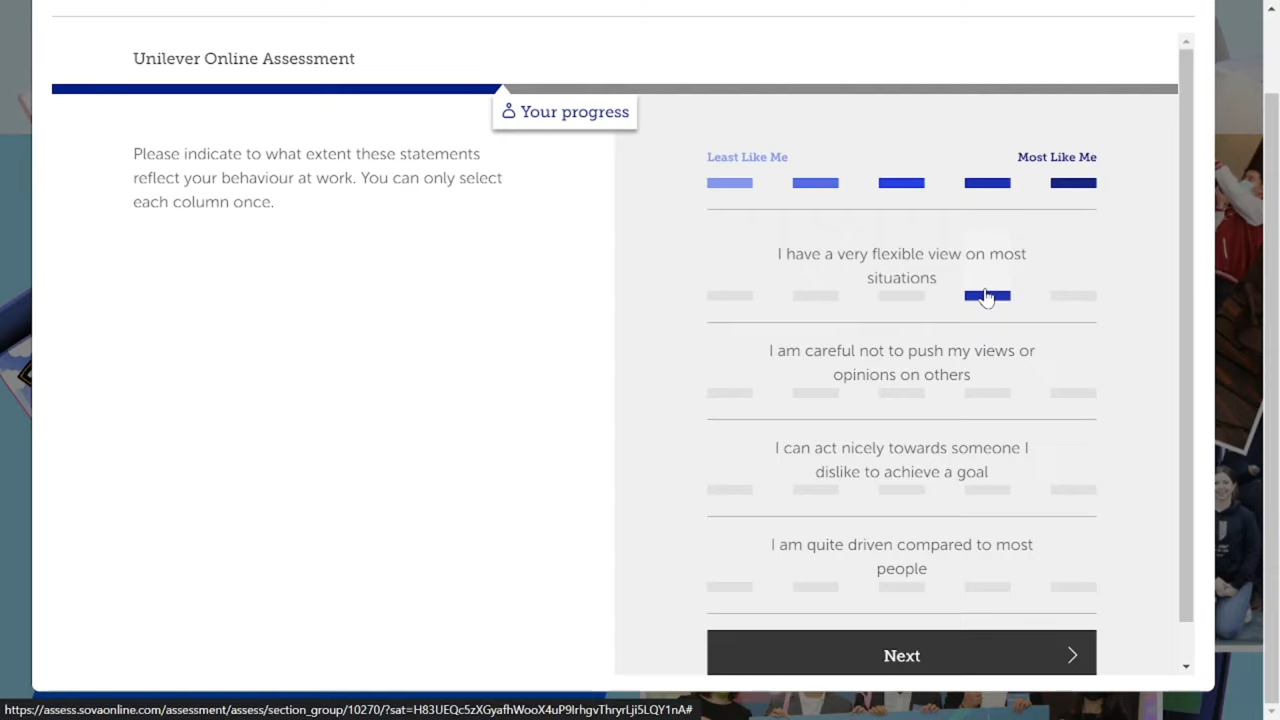 Unilever Online Assessment
Your progress
Please indicate to what extent these statements
reflect your behaviour at work. You can only select
each column once.
Least Like Me
Most Like Me
I have a very flexible view on most
situations
I am careful not to push my views or
opinions on others
I can act nicely towards someone I
dislike to achieve a goal
I am quite driven compared to most
people
Next
https://assess.sovaonline.com/assessment/assess/section_group/10270/?sat=H83UEQc5zXGyafhWooX4uP9IrhgvThryrLji5LQY1nA#